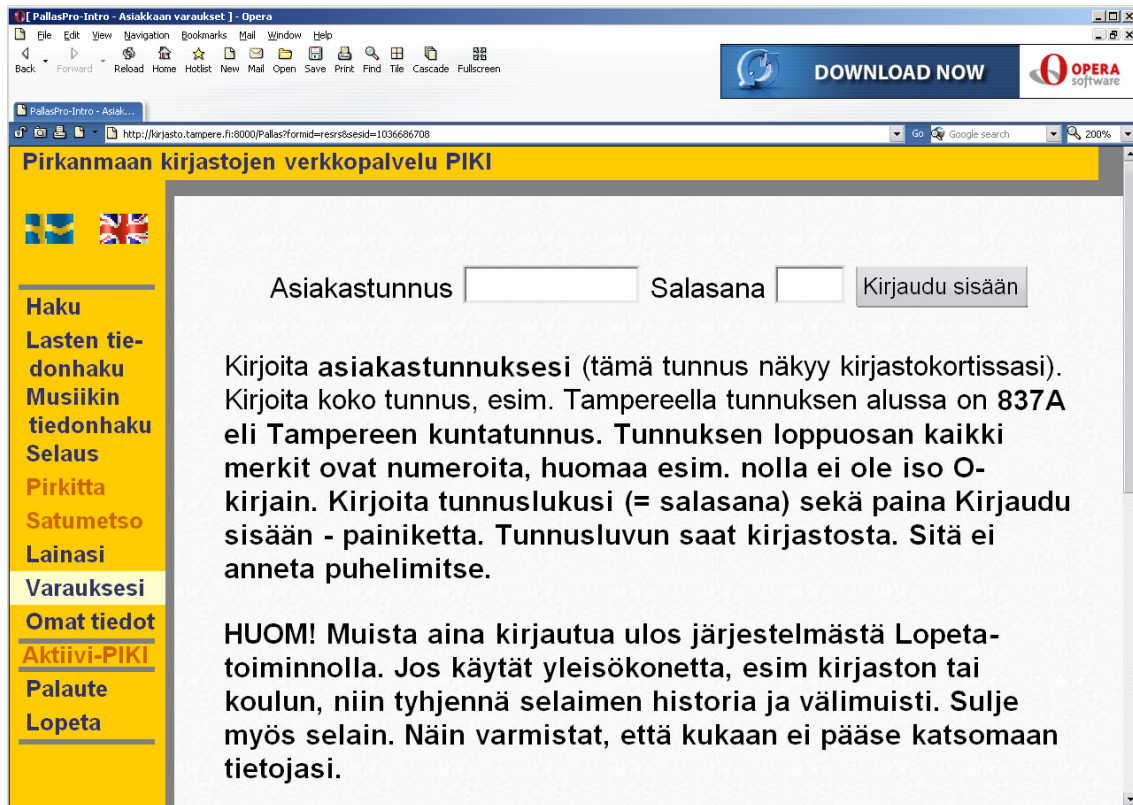 [ PallasPro-Intro - Asiakkaan varaukset ] - Opera
File Edit View Navigation Bookmarks Mail Window Help
Back Forward Reload Home Hotlist New Mail Open Save Print Find Tile Cascade Fullscreen
DOWNLOAD NOW
OPERA
software
PallasPro-Intro - Asiak...
http://kirjasto.tampere.fi:8000/Pallas?formid=resrs&sesid=1036686708
Go Google search 200%
Pirkanmaan kirjastojen verkkopalvelu PIKI
Haku
Lasten tie-
donhaku
Musiikin
tiedonhaku
Selaus
Pirkitta
Satumetso
Lainasi
Varauksesi
Omat tiedot
Aktiivi-PIKI
Palaute
Lopeta
Asiakastunnus Salasana Kirjaudu sisään
Kirjoita asiakastunnuksesi (tämä tunnus näkyy kirjastokortissasi).
Kirjoita koko tunnus, esim. Tampereella tunnuksen alussa on 837A
eli Tampereen kuntatunnus. Tunnuksen loppuosan kaikki
merkit ovat numeroita, huomaa esim. nolla ei ole iso O-
kirjain. Kirjoita tunnuslukusi (= salasana) sekä paina Kirjaudu
sisään - painiketta. Tunnusluvun saat kirjastosta. Sitä ei
anneta puhelimitse.
HUOM! Muista aina kirjautua ulos järjestelmästä Lopeta-
toiminnolla. Jos käytät yleisökonetta, esim kirjaston tai
koulun, niin tyhjennä selaimen historia ja välimuisti. Sulje
myös selain. Näin varmistat, että kukaan ei pääse katsomaan
tietojasi.